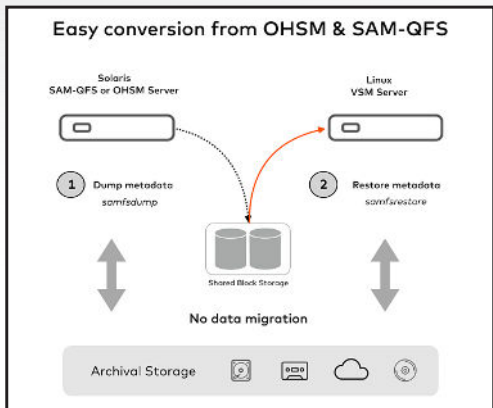 Easy conversion from OHSM & SAM-QFS
Solaris
SAM-QFS or OHSM Server
Linux
VSM Server
1
Dump metadata
samfsdump
2
Restore metadata
samfsrestore
Shared Block Storage
No data migration
Archival Storage